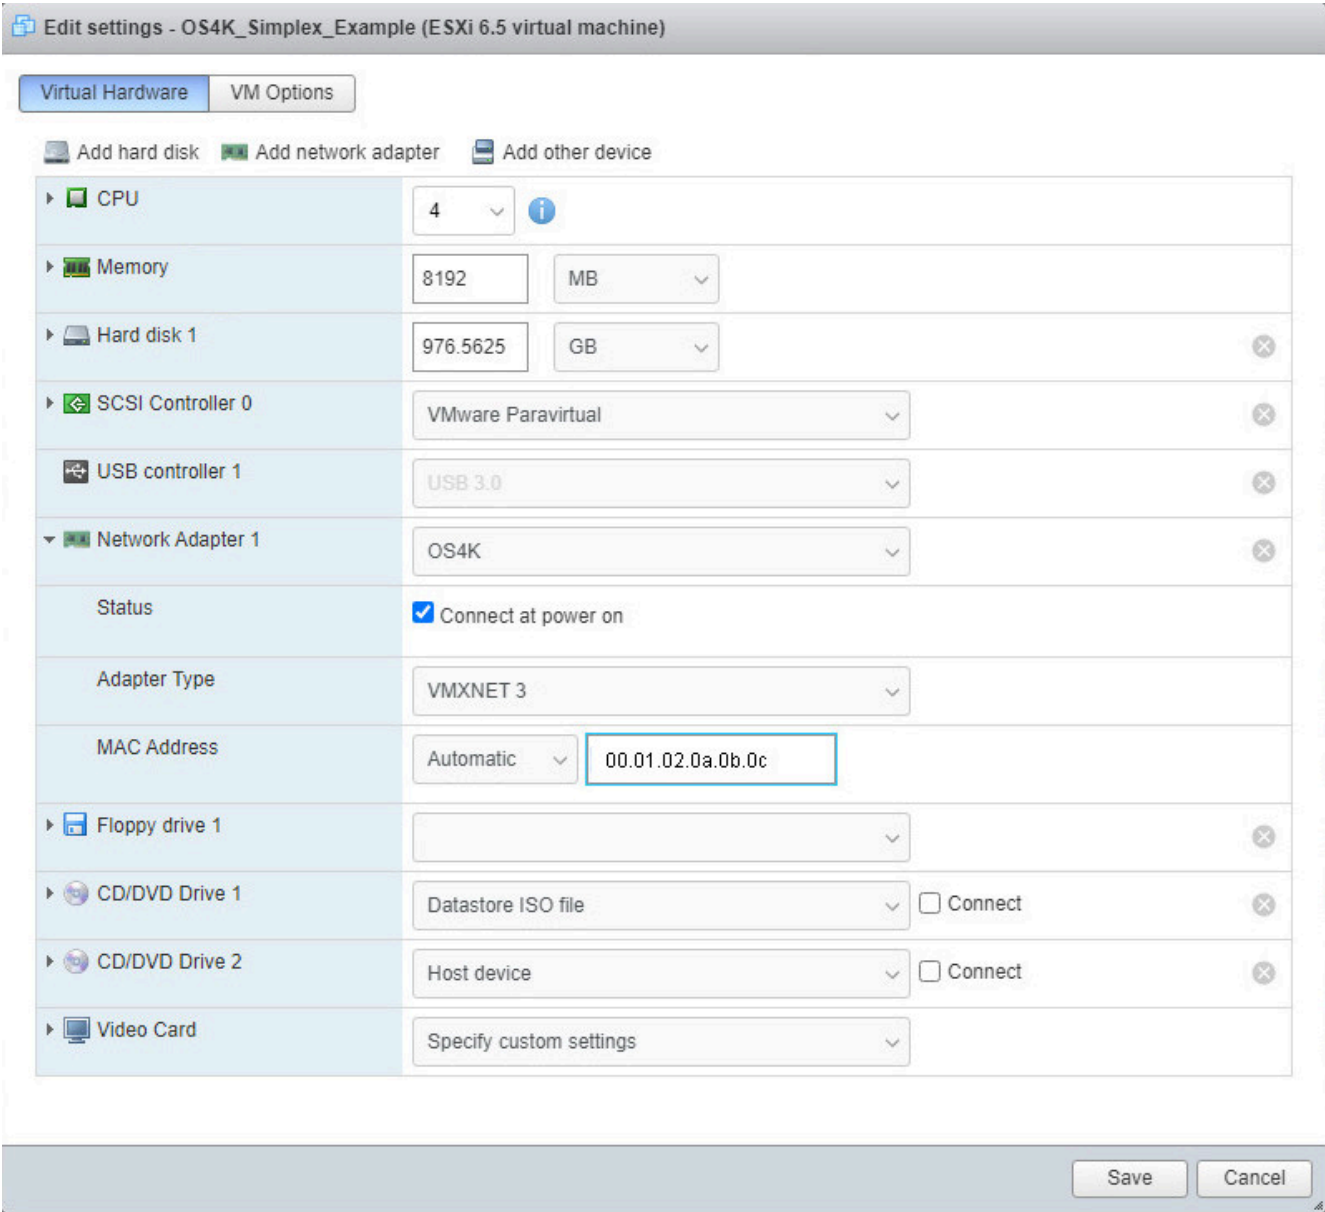 Edit settings - OS4K_Simplex_Example (ESXi 6.5 virtual machine)
Virtual Hardware VM Options
Add hard disk Add network adapter Add other device
CPU 4
Memory 8192 MB
Hard disk 1 976.5625 GB
SCSI Controller 0 VMware Paravirtual
USB controller 1 USB 3.0
Network Adapter 1 OS4K
Status Connect at power on
Adapter Type VMXNET 3
MAC Address Automatic 00.01.02.0a.0b.0c
Floppy drive 1
CD/DVD Drive 1 Datastore ISO file Connect
CD/DVD Drive 2 Host device Connect
Video Card Specify custom settings
Save Cancel